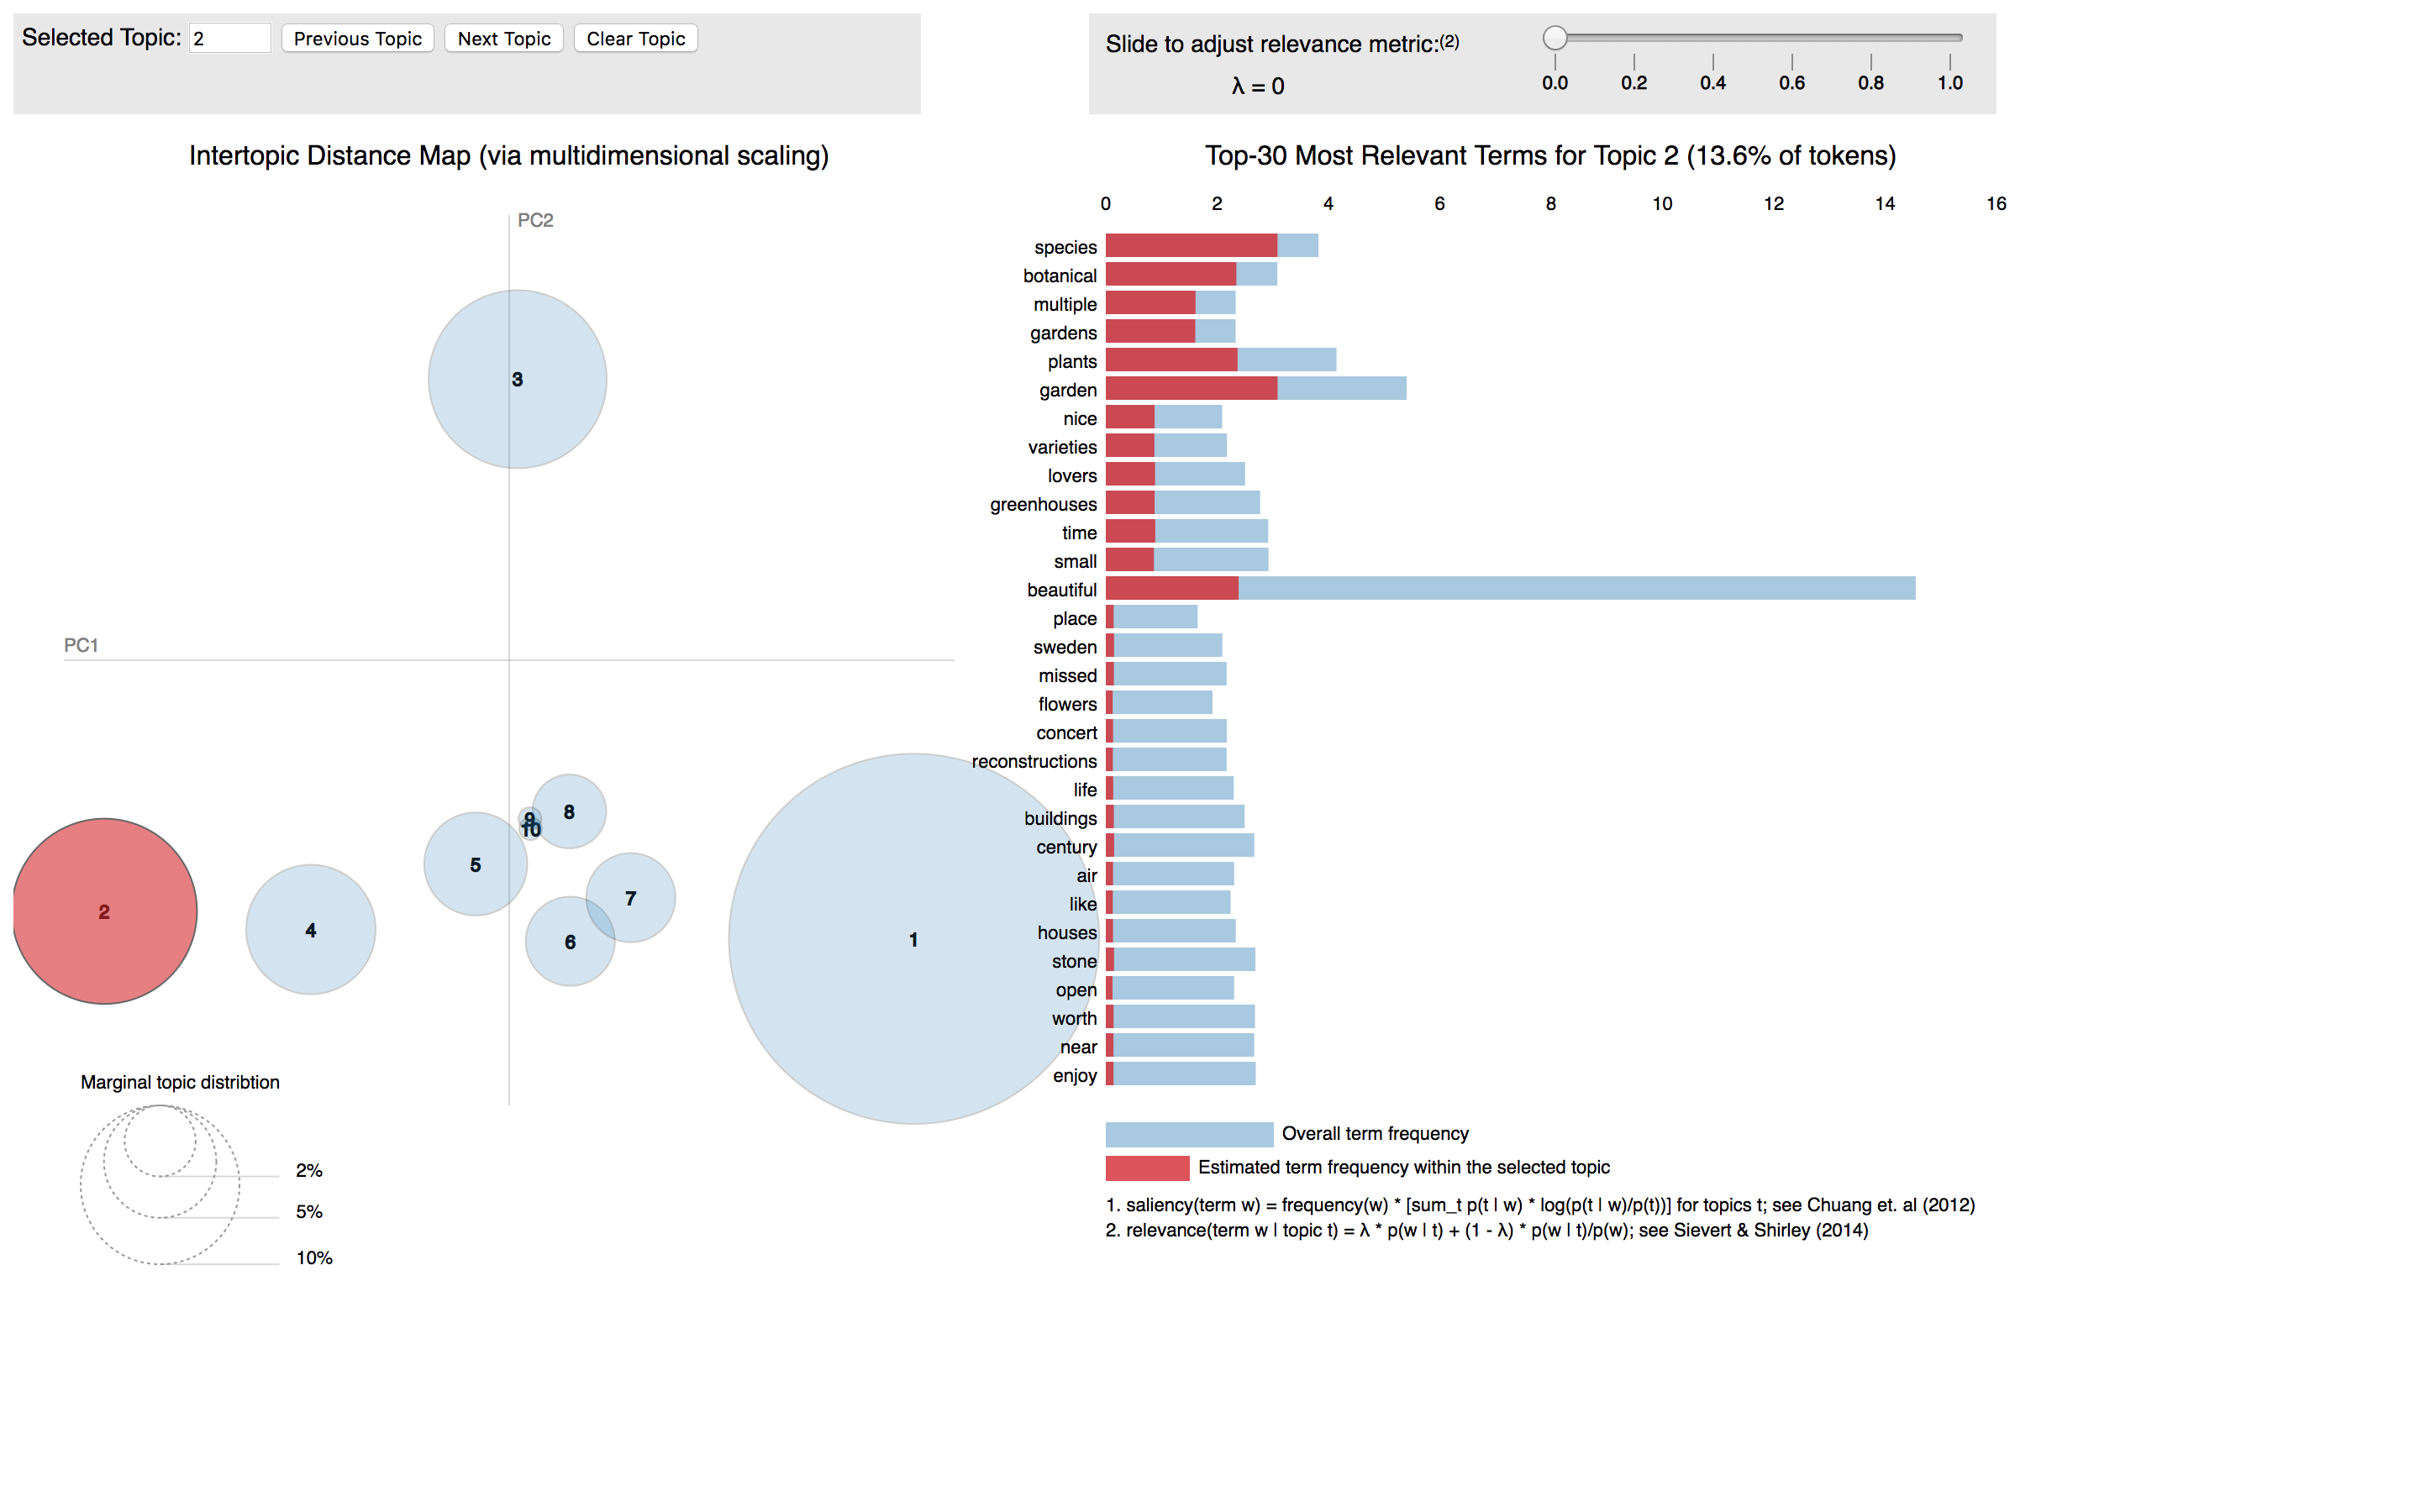 Selected Topic: 2 Previous Topic Next Topic Clear Topic
Slide to adjust relevance metric:(2)
λ = 0
0.0 0.2 0.4 0.6 0.8 1.0
Intertopic Distance Map (via multidimensional scaling)
PC2
PC1
3
8
9
10
5
7
2
4
6
1
Marginal topic distribtion
2%
5%
10%
Top-30 Most Relevant Terms for Topic 2 (13.6% of tokens)
0 2 4 6 8 10 12 14 16
species
botanical
multiple
gardens
plants
garden
nice
varieties
lovers
greenhouses
time
small
beautiful
place
sweden
missed
flowers
concert
reconstructions
life
buildings
century
air
like
houses
stone
open
worth
near
enjoy
Overall term frequency
Estimated term frequency within the selected topic
1. saliency(term w) = frequency(w) * [sum_t p(t | w) * log(p(t | w)/p(t))] for topics t; see Chuang et. al (2012)
2. relevance(term w | topic t) = λ * p(w | t) + (1 - λ) * p(w | t)/p(w); see Sievert & Shirley (2014)